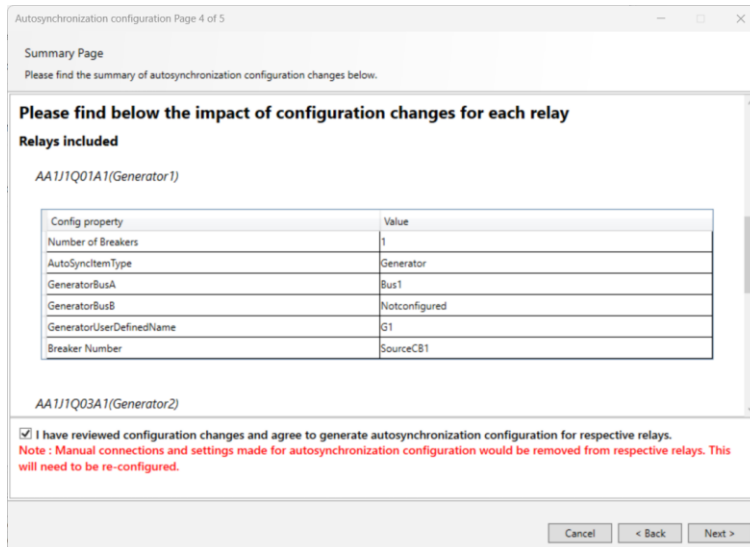 Autosynchronization configuration Page 4 of 5
Summary Page
Please find the summary of autosynchronization configuration changes below.
Please find below the impact of configuration changes for each relay
Relays included
AA1J1Q01A1(Generator1)
Config property Value
Number of Breakers 1
AutoSyncItemType Generator
GeneratorBusA Bus1
GeneratorBusB Notconfigured
GeneratorUserDefinedName G1
Breaker Number SourceCB1
AA1J1Q03A1(Generator2)
I have reviewed configuration changes and agree to generate autosynchronization configuration for respective relays.
Note : Manual connections and settings made for autosynchronization configuration would be removed from respective relays. This
will need to be re-configured.
Cancel < Back Next >